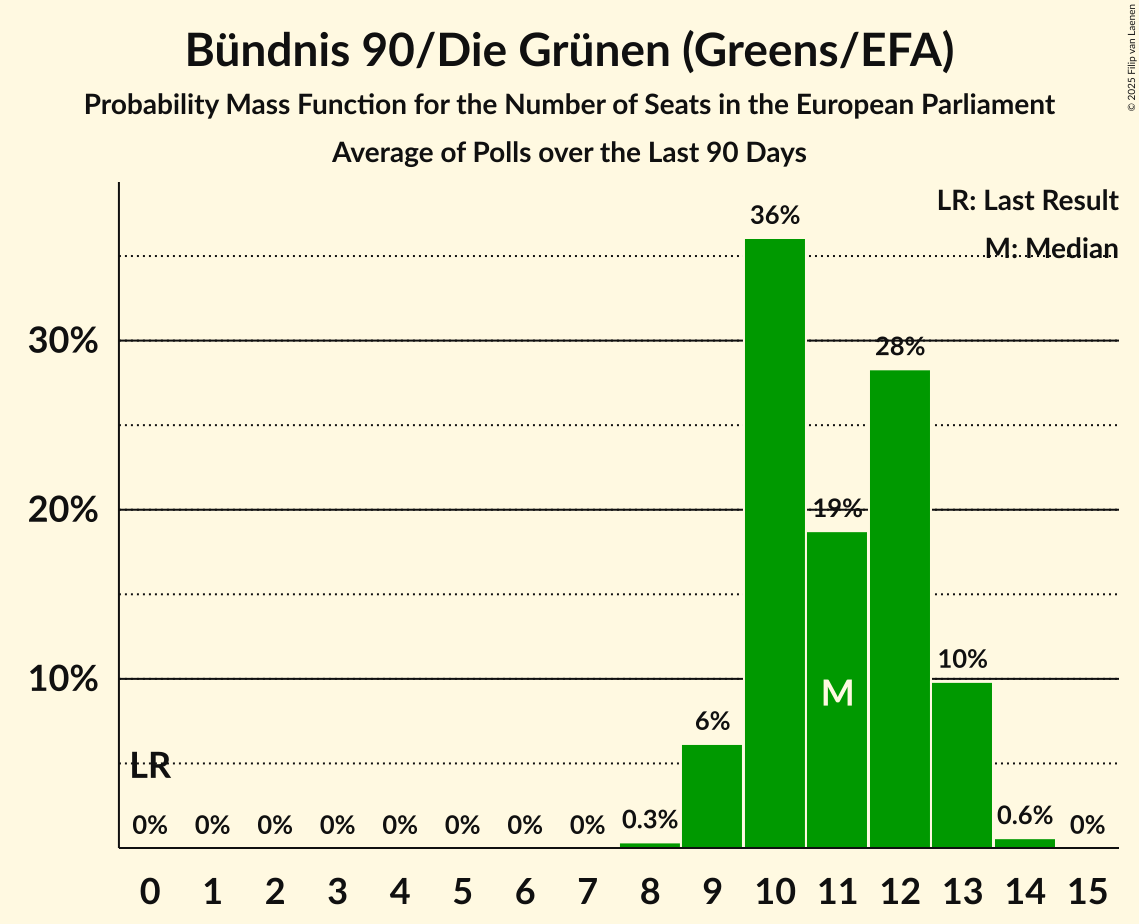 Bündnis 90/Die Grünen (Greens/EFA)
Probability Mass Function for the Number of Seats in the European Parliament
Average of Polls over the Last 90 Days
© 2025 Filip van Laenen
LR: Last Result
M: Median
36%
30%
28%
20%
19%
10%
10%
M
6%
LR
0% 0% 0% 0% 0% 0% 0% 0% 0.3% 0.6% 0%
0 1 2 3 4 5 6 7 8 9 10 11 12 13 14 15